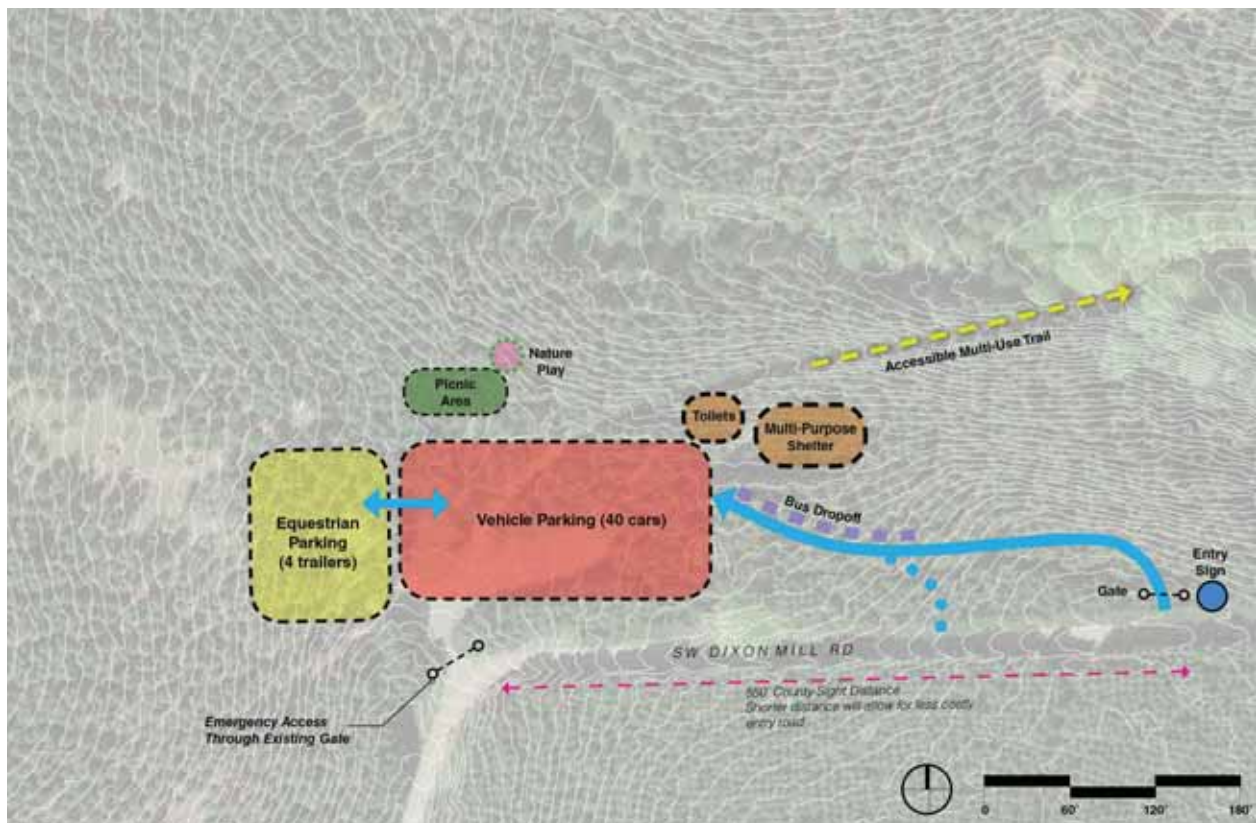 Nature
Play
Accessible Multi-Use Trail
Picnic
Area
Toilets
Multi-Purpose
Shelter
Bus Dropoff
Vehicle Parking (40 cars)
Equestrian
Parking
(4 trailers)
Entry
Sign
Gate
SW DIXON MILL RD
550' County Sight Distance
Shorter distance will allow for less costly
entry road
Emergency Access
Through Existing Gate
0 60' 120' 180'